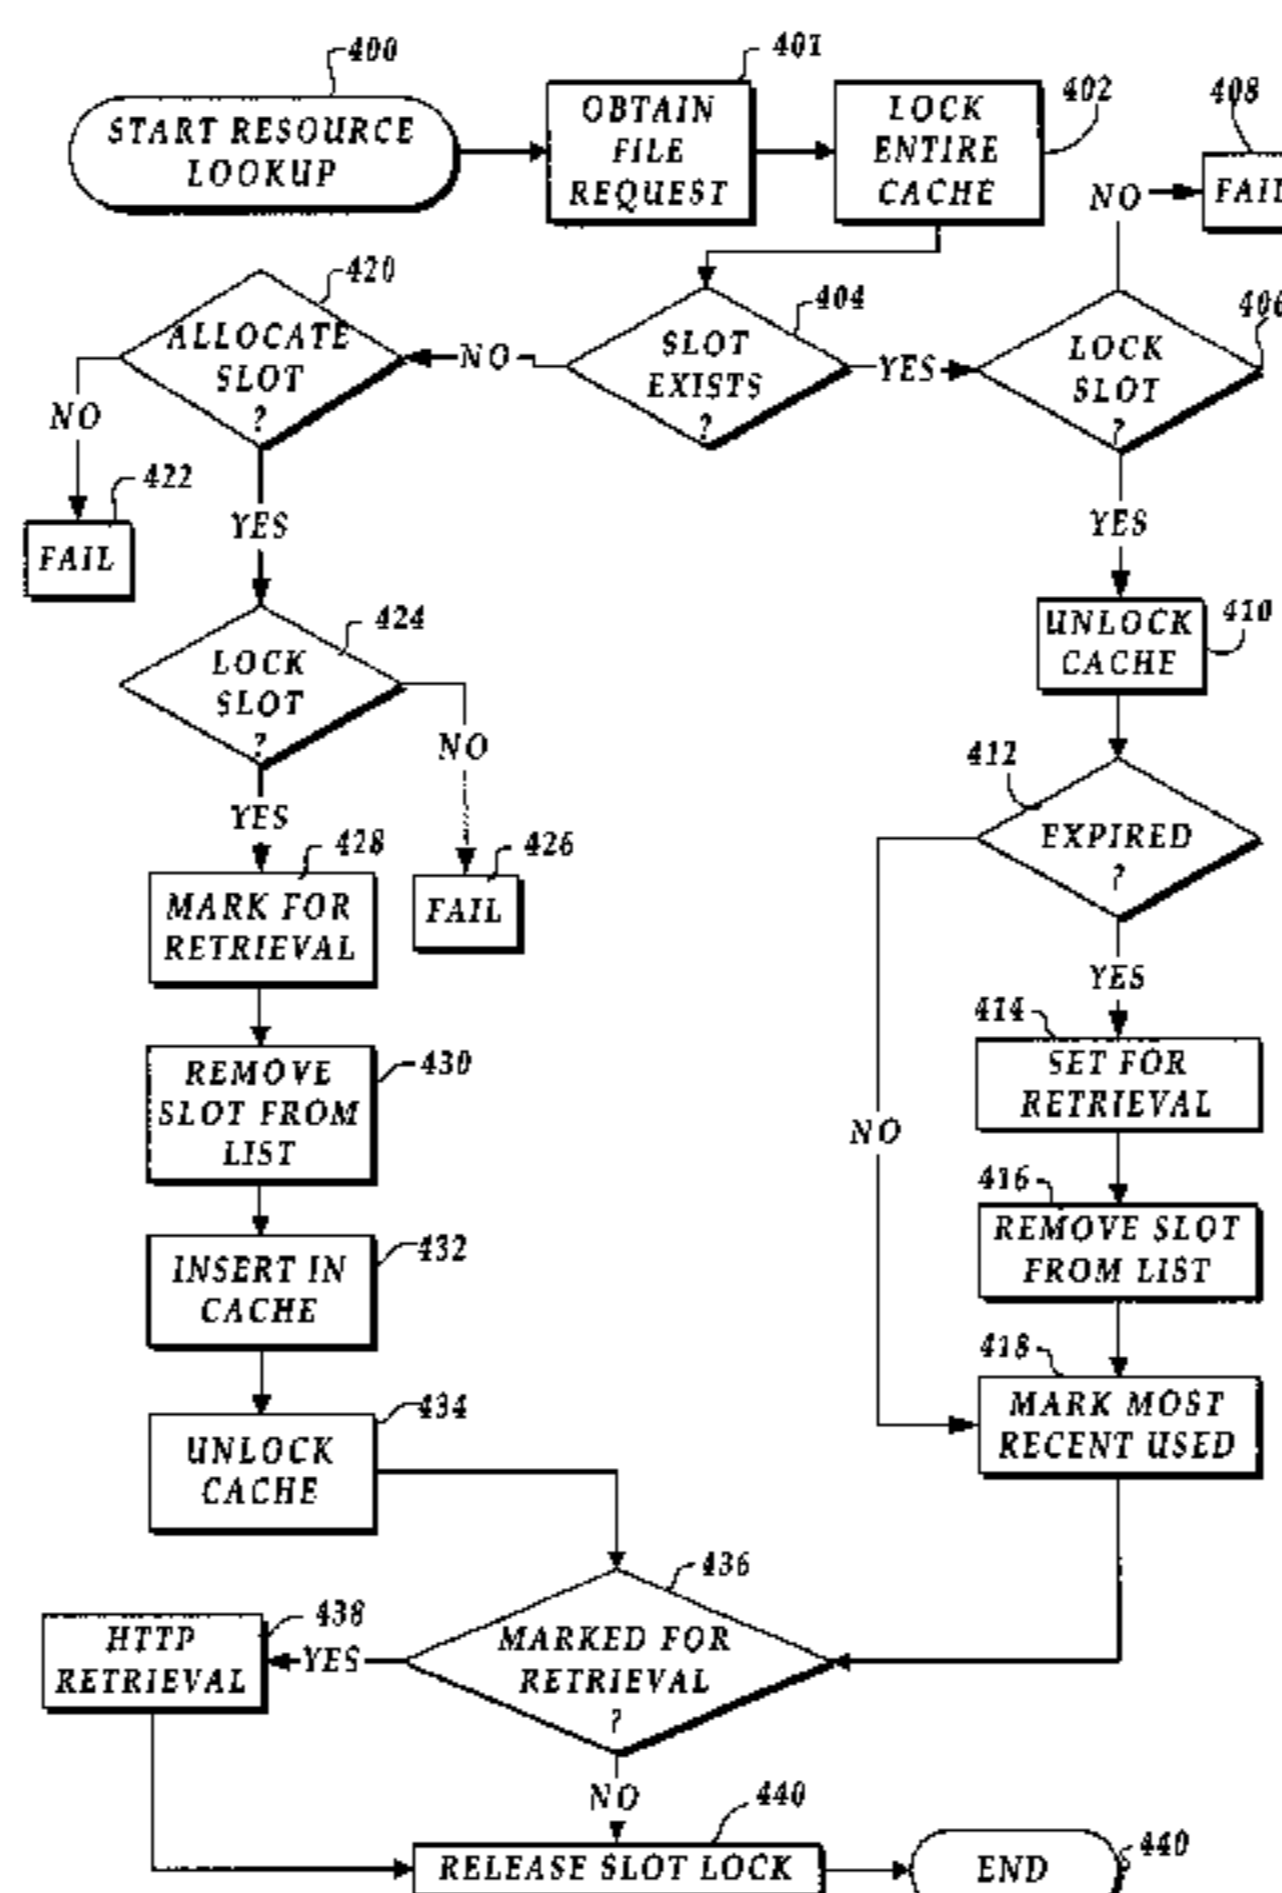 400
START RESOURCE
LOOKUP
401
OBTAIN
FILE
REQUEST
402
LOCK
ENTIRE
CACHE
408
NO
FAIL
420
ALLOCATE
SLOT
?
NO
404
SLOT
EXISTS
?
YES
406
LOCK
SLOT
?
NO
422
FAIL
YES
YES
424
LOCK
SLOT
?
NO
410
UNLOCK
CACHE
412
EXPIRED
?
YES
428
MARK FOR
RETRIEVAL
426
FAIL
YES
414
SET FOR
RETRIEVAL
430
REMOVE
SLOT FROM
LIST
NO
416
REMOVE SLOT
FROM LIST
432
INSERT IN
CACHE
418
MARK MOST
RECENT USED
434
UNLOCK
CACHE
436
MARKED FOR
RETRIEVAL
?
YES
438
HTTP
RETRIEVAL
NO
440
RELEASE SLOT LOCK
END
440